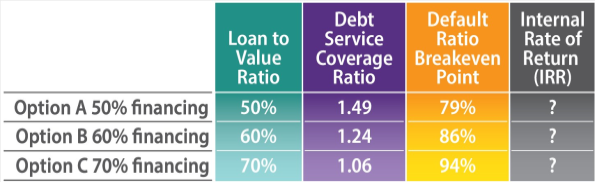 Loan to
Value
Ratio
Debt
Service
Coverage
Ratio
Default
Ratio
Breakeven
Point
Internal
Rate of
Return
(IRR)
Option A 50% financing 50% 1.49 79% ?
Option B 60% financing 60% 1.24 86% ?
Option C 70% financing 70% 1.06 94% ?